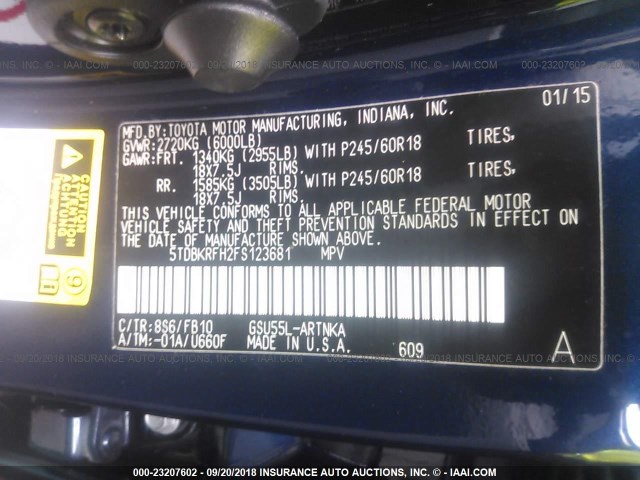 000-23207602 - 09/20/2018 INSURANCE AUTO AUCTIONS, INC. - IAAI.COM
MFD.BY:TOYOTA MOTOR MANUFACTURING, INDIANA, INC. 01/15
GVWR:2720KG (6000LB)
GAWR:FRT. 1340KG (2955LB) WITH P245/60R18 TIRES,
18X7.5J RIMS.
RR. 1585KG (3505LB) WITH P245/60R18 TIRES,
18X7.5J RIMS.
THIS VEHICLE CONFORMS TO ALL APPLICABLE FEDERAL MOTOR
VEHICLE SAFETY AND THEFT PREVENTION STANDARDS IN EFFECT ON
THE DATE OF MANUFACTURE SHOWN ABOVE.
5TDBKRFH2FS123681 MPV
C/TR:8S6/FB10 GSU55L-ARTNKA
A/TM:-01A/U660F MADE IN U.S.A. 609 A
CAUTION
ATTENTION
ACHTUNG
000-23207602 - 09/20/2018 INSURANCE AUTO AUCTIONS, INC. - IAAI.COM